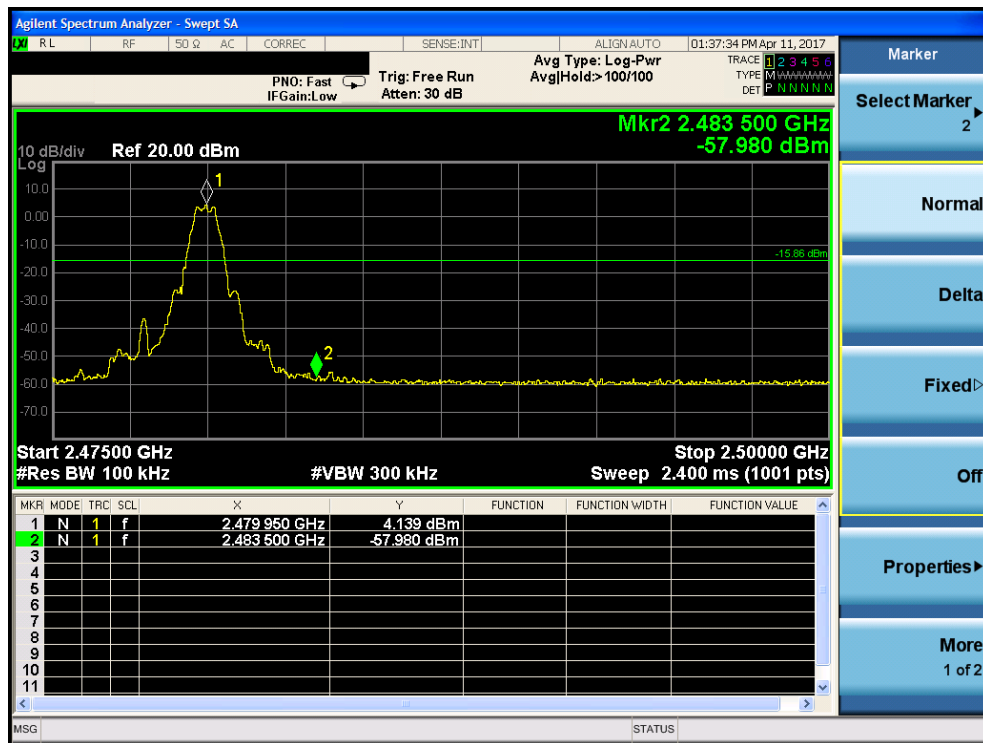 Agilent Spectrum Analyzer - Swept SA
LXI RL RF 50 Ω AC CORREC SENSE:INT ALIGN AUTO 01:37:34 PM Apr 11, 2017
PNO: Fast
IFGain:Low
Trig: Free Run
Atten: 30 dB
Avg Type: Log-Pwr
Avg|Hold:>100/100
TRACE 1 2 3 4 5 6
TYPE M
DET P N N N N N
Mkr2 2.483 500 GHz
-57.980 dBm
10 dB/div Ref 20.00 dBm
Log
10.0
0.00
-10.0
-20.0
-30.0
-40.0
-50.0
-60.0
-70.0
1
-15.86 dBm
2
Start 2.47500 GHz Stop 2.50000 GHz
#Res BW 100 kHz #VBW 300 kHz Sweep 2.400 ms (1001 pts)
MKR MODE TRC SCL X Y FUNCTION FUNCTION WIDTH FUNCTION VALUE
1 N 1 f 2.479 950 GHz 4.139 dBm
2 N 1 f 2.483 500 GHz -57.980 dBm
3
4
5
6
7
8
9
10
11
MSG STATUS
Marker
Select Marker
2
Normal
Delta
Fixed
Off
Properties
More
1 of 2